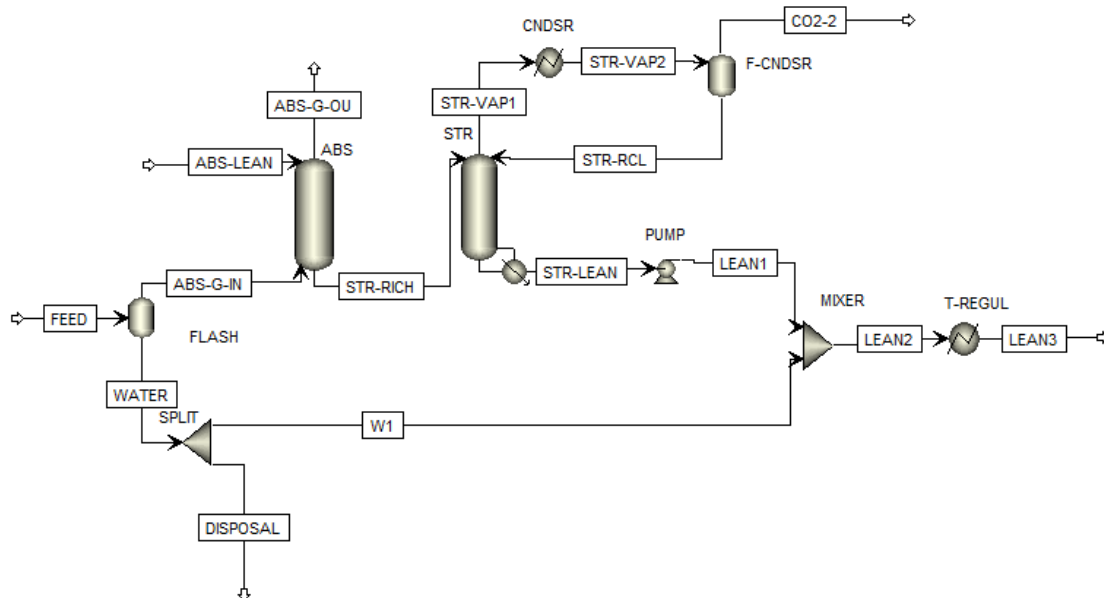 CO2-2
CNDSR
STR-VAP2
F-CNDSR
ABS-G-OU
STR-VAP1
STR
ABS
ABS-LEAN
STR-RCL
PUMP
LEAN1
STR-LEAN
ABS-G-IN
STR-RICH
MIXER
T-REGUL
FEED
FLASH
LEAN2
LEAN3
WATER
SPLIT
W1
DISPOSAL